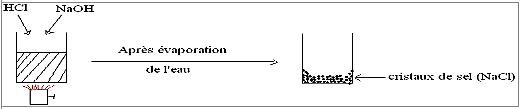 HCl NaOH
Après évaporation
de l'eau
cristaux de sel (NaCl)